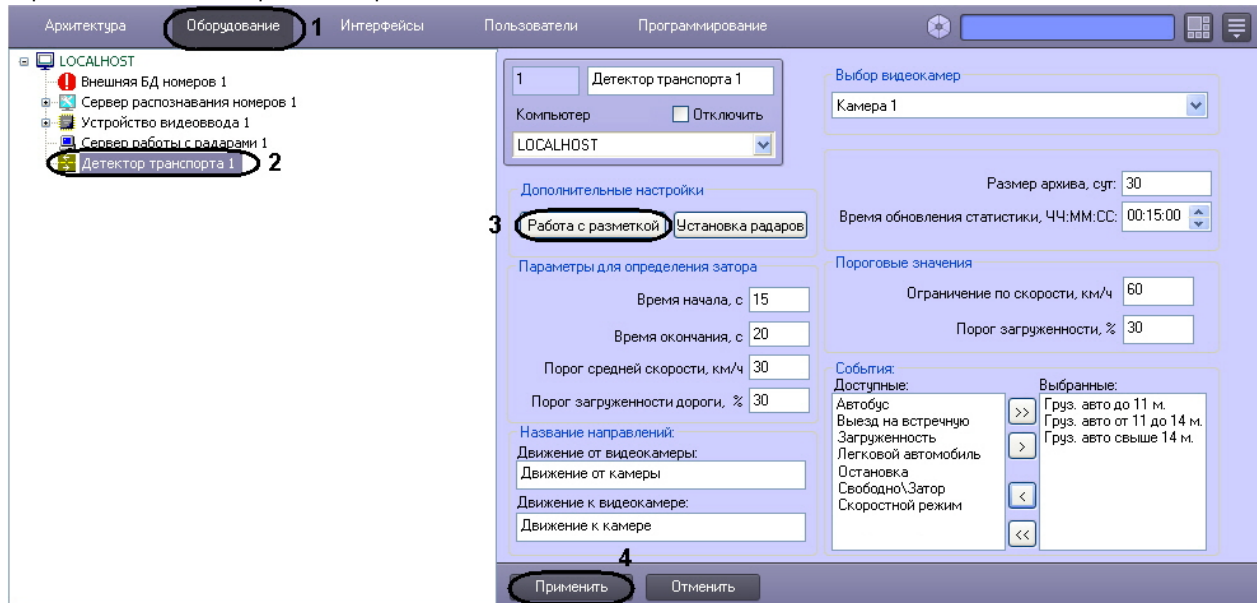 Архитектура Оборудование 1 Интерфейсы Пользователи Программирование
LOCALHOST
Внешняя БД номеров 1
Сервер распознавания номеров 1
Устройство видеоввода 1
Сервер работы с радарами 1
Детектор транспорта 1 2
1 Детектор транспорта 1
Компьютер Отключить
LOCALHOST
Дополнительные настройки
3 Работа с разметкой Установка радаров
Параметры для определения затора
Время начала, с 15
Время окончания, с 20
Порог средней скорости, км/ч 30
Порог загруженности дороги, % 30
Название направлений:
Движение от видеокамеры:
Движение от камеры
Движение к видеокамере:
Движение к камере
Выбор видеокамер
Камера 1
Размер архива, сут: 30
Время обновления статистики, ЧЧ:ММ:СС: 00:15:00
Пороговые значения
Ограничение по скорости, км/ч 60
Порог загруженности, % 30
События:
Доступные:
Автобус
Выезд на встречную
Загруженность
Легковой автомобиль
Остановка
Свободно\Затор
Скоростной режим
>>
>
<
<<
Выбранные:
Груз. авто до 11 м.
Груз. авто от 11 до 14 м.
Груз. авто свыше 14 м.
4
Применить Отменить